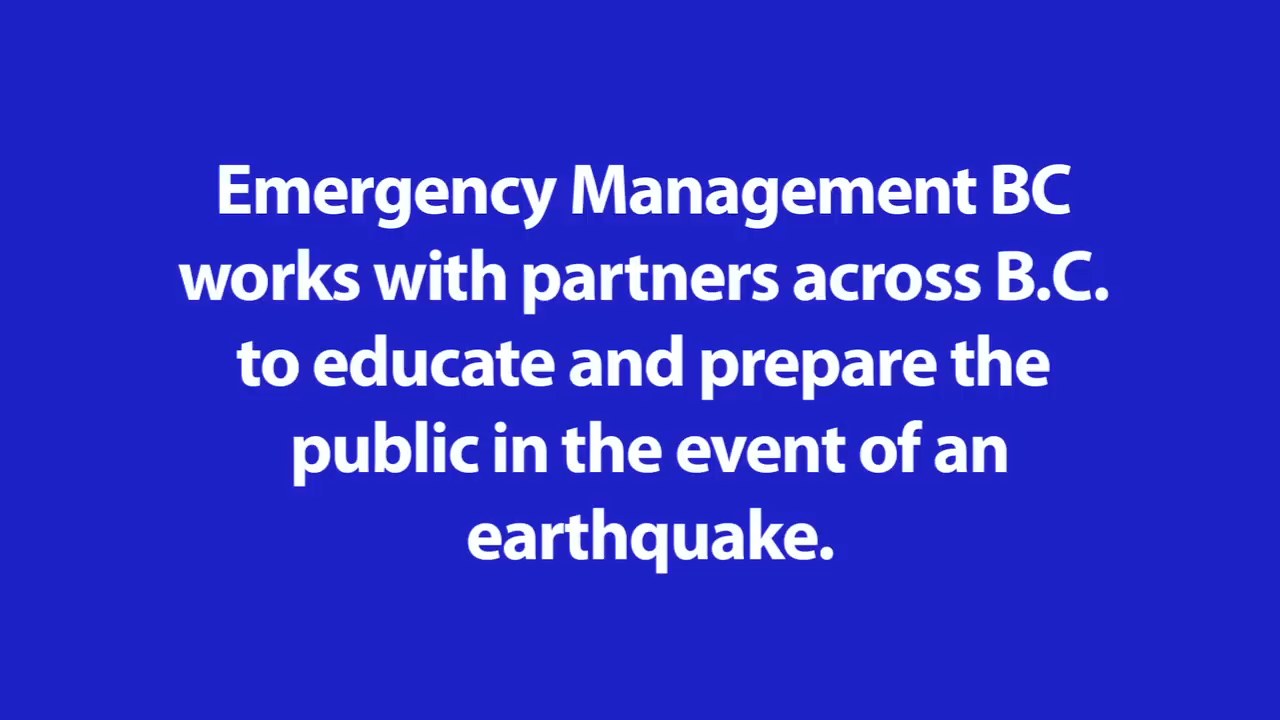 Emergency Management BC
works with partners across B.C.
to educate and prepare the
public in the event of an
earthquake.